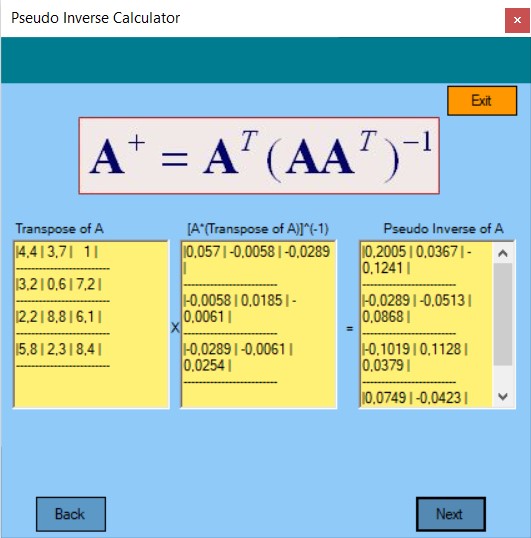 Pseudo Inverse Calculator
Exit
A⁺ = Aᵀ(AAᵀ)⁻¹
Transpose of A
|4,4 | 3,7 |   1 |
-------------------------
|3,2 | 0,6 | 7,2 |
-------------------------
|2,2 | 8,8 | 6,1 |
-------------------------
|5,8 | 2,3 | 8,4 |
-------------------------
X
[A*(Transpose of A)]^(-1)
|0,057 | -0,0058 | -0,0289
|
-------------------------
|-0,0058 | 0,0185 | -
0,0061 |
-------------------------
|-0,0289 | -0,0061 |
0,0254 |
-------------------------
=
Pseudo Inverse of A
|0,2005 | 0,0367 | -
0,1241 |
-------------------------
|-0,0289 | -0,0513 |
0,0868 |
-------------------------
|-0,1019 | 0,1128 |
0,0379 |
-------------------------
|0,0749 | -0,0423 |
Back
Next